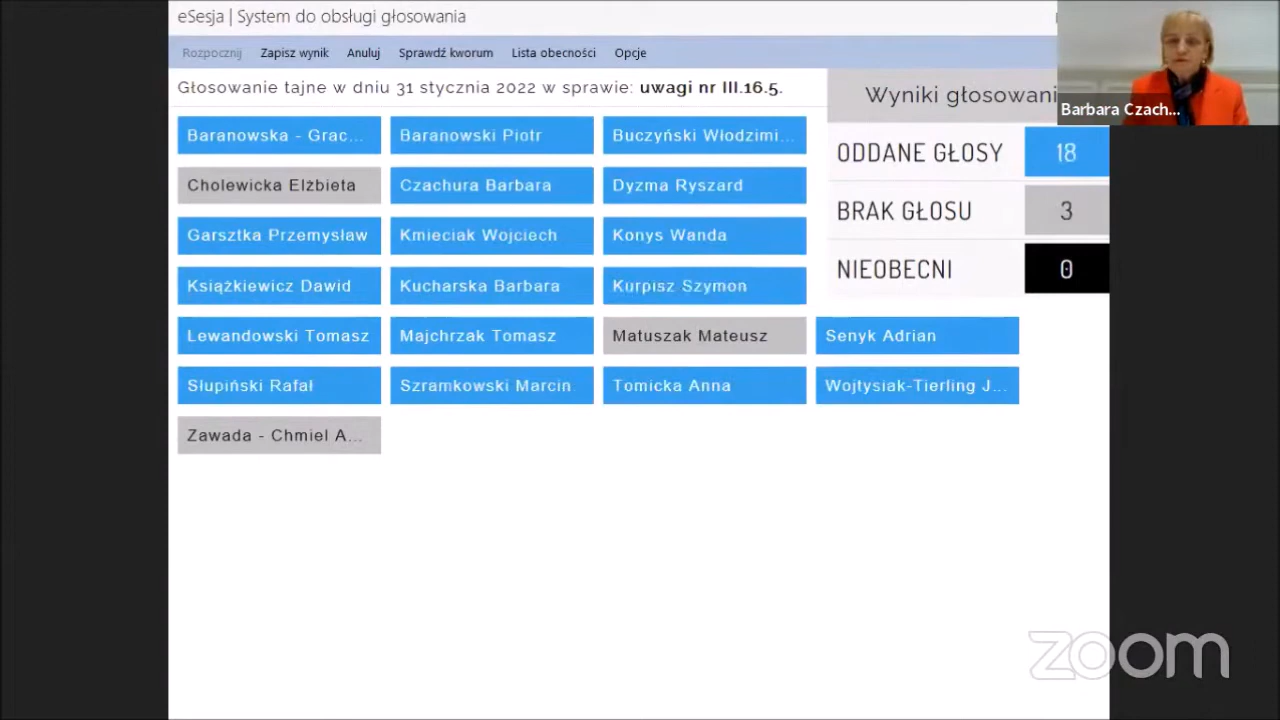 eSesja | System do obsługi głosowania
Rozpocznij Zapisz wynik Anuluj Sprawdź kworum Lista obecności Opcje
Głosowanie tajne w dniu 31 stycznia 2022 w sprawie: uwagi nr III.16.5.
Wyniki głosowani
Barbara Czach...
Baranowska - Grac... Baranowski Piotr Buczyński Włodzimi...
ODDANE GŁOSY 18
Cholewicka Elżbieta Czachura Barbara Dyzma Ryszard
BRAK GŁOSU 3
Garsztka Przemysław Kmieciak Wojciech Konys Wanda
NIEOBECNI 0
Książkiewicz Dawid Kucharska Barbara Kurpisz Szymon
Lewandowski Tomasz Majchrzak Tomasz Matuszak Mateusz Senyk Adrian
Słupiński Rafał Szramkowski Marcin Tomicka Anna Wojtysiak-Tierling J...
Zawada - Chmiel A...
zoom